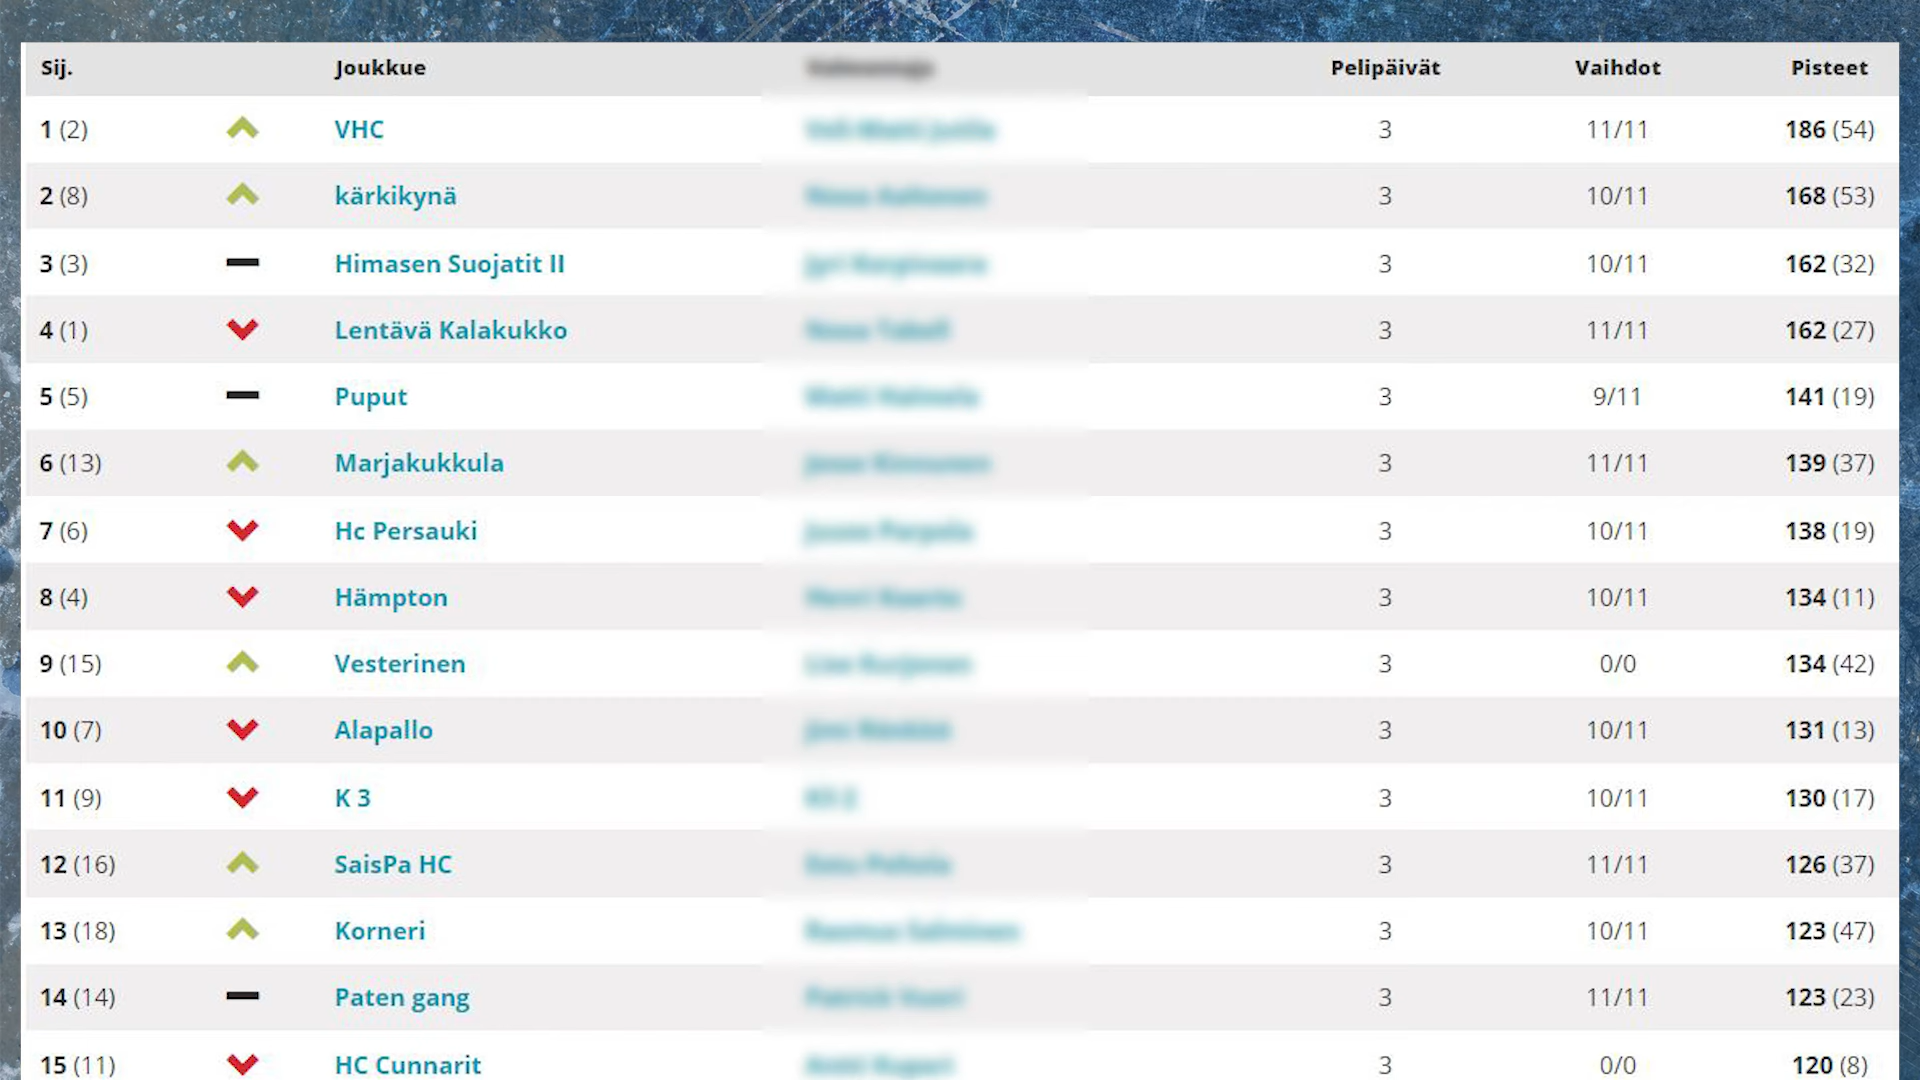 Sij. Joukkue Pelipäivät Vaihdot Pisteet
1 (2) VHC 3 11/11 186 (54)
2 (8) kärkikynä 3 10/11 168 (53)
3 (3) Himasen Suojatit II 3 10/11 162 (32)
4 (1) Lentävä Kalakukko 3 11/11 162 (27)
5 (5) Puput 3 9/11 141 (19)
6 (13) Marjakukkula 3 11/11 139 (37)
7 (6) Hc Persauki 3 10/11 138 (19)
8 (4) Hämpton 3 10/11 134 (11)
9 (15) Vesterinen 3 0/0 134 (42)
10 (7) Alapallo 3 10/11 131 (13)
11 (9) K 3 3 10/11 130 (17)
12 (16) SaisPa HC 3 11/11 126 (37)
13 (18) Korneri 3 10/11 123 (47)
14 (14) Paten gang 3 11/11 123 (23)
15 (11) HC Cunnarit 3 0/0 120 (8)